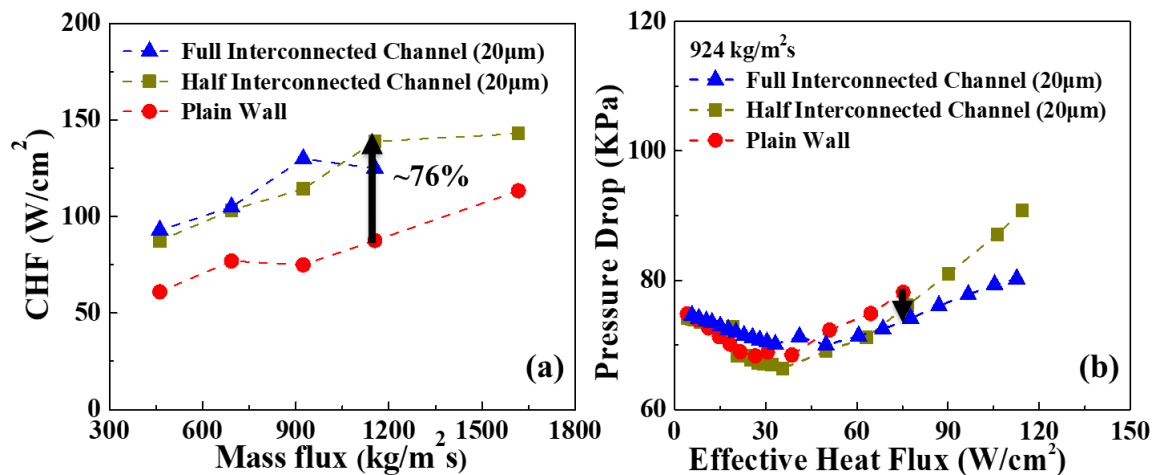 200
150
100
50
0
CHF (W/cm²)
Full Interconnected Channel (20μm)
Half Interconnected Channel (20μm)
Plain Wall
~76%
(a)
300 600 900 1200 1500 1800
Mass flux (kg/m²s)
100
80
60
Pressure Drop (KPa)
924 kg/m²s
Full Interconnected Channel (20μm)
Half Interconnected Channel (20μm)
Plain Wall
(b)
0 30 60 90 120 150
Effective Heat Flux (W/cm²)